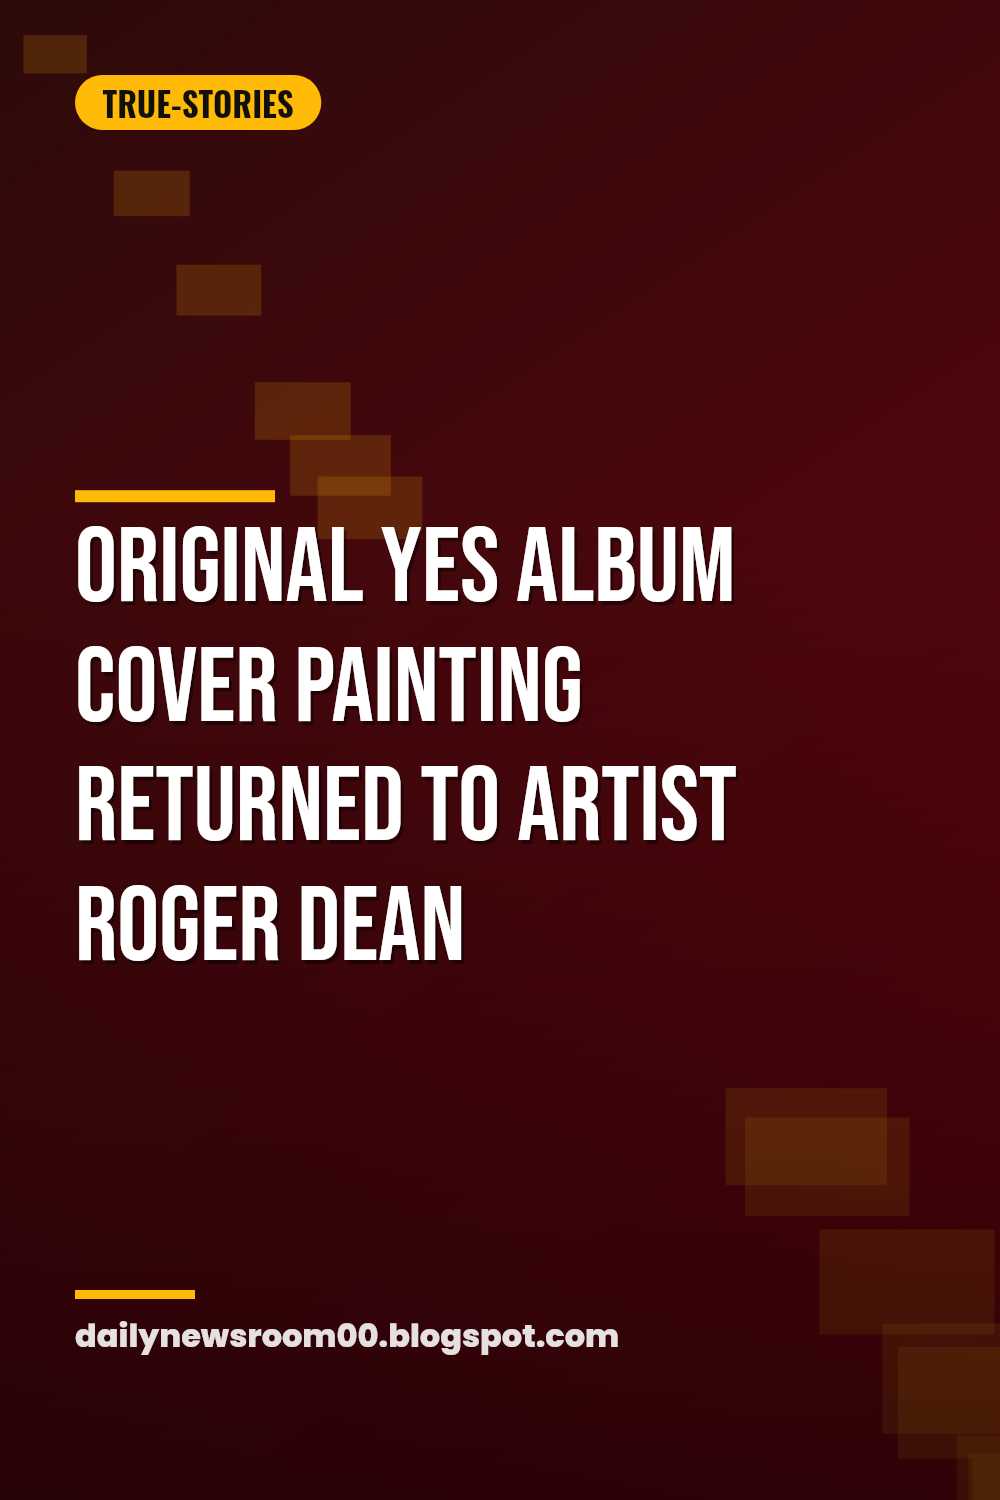 TRUE-STORIES
ORIGINAL YES ALBUM
COVER PAINTING
RETURNED TO ARTIST
ROGER DEAN
dailynewsroom00.blogspot.com